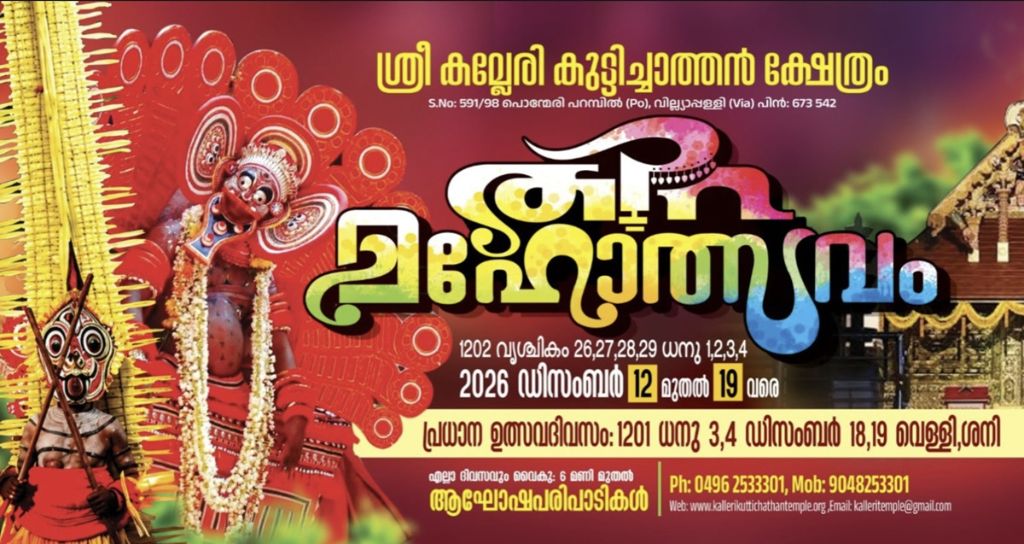 ശ്രീ കല്ലേരി കുട്ടിച്ചാത്തൻ ക്ഷേത്രം
S.No: 591/98 പൊന്മേരി പറമ്പിൽ (Po), വില്ല്യാപ്പള്ളി (Via) പിൻ: 673 542
തിറ
മഹോത്സവം
1202 വൃശ്ചികം 26,27,28,29 ധനു 1,2,3,4
2026 ഡിസംബർ 12 മുതൽ 19 വരെ
പ്രധാന ഉത്സവദിവസം: 1201 ധനു 3,4 ഡിസംബർ 18,19 വെള്ളി,ശനി
എല്ലാ ദിവസവും വൈകു: 6 മണി മുതൽ
ആഘോഷപരിപാടികൾ
Ph: 0496 2533301, Mob: 9048253301
Web: www.kallerikuttichathantemple.org ,Email: kalleritemple@gmail.com